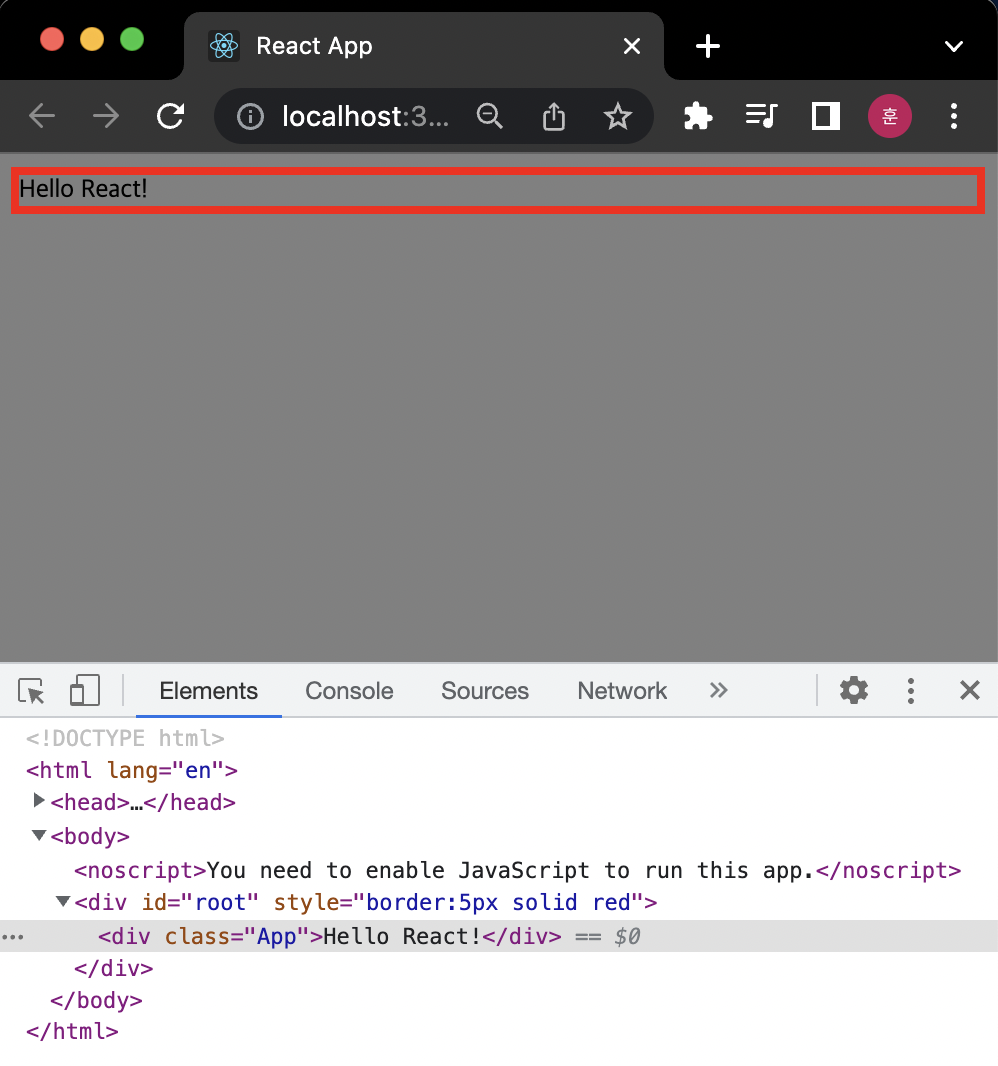 React App
localhost:3...
훈
Hello React!
Elements Console Sources Network
<!DOCTYPE html>
<html lang="en">
<head>…</head>
<body>
<noscript>You need to enable JavaScript to run this app.</noscript>
<div id="root" style="border:5px solid red">
<div class="App">Hello React!</div> == $0
</div>
</body>
</html>